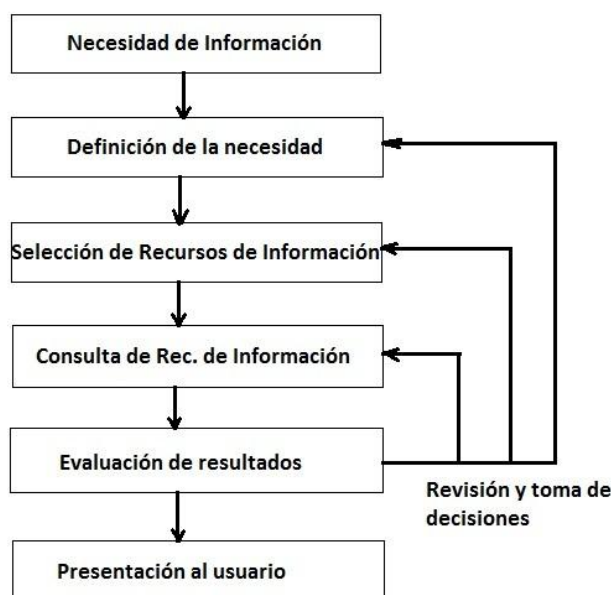 Necesidad de Información
Definición de la necesidad
Selección de Recursos de Información
Consulta de Rec. de Información
Evaluación de resultados
Revisión y toma de
decisiones
Presentación al usuario